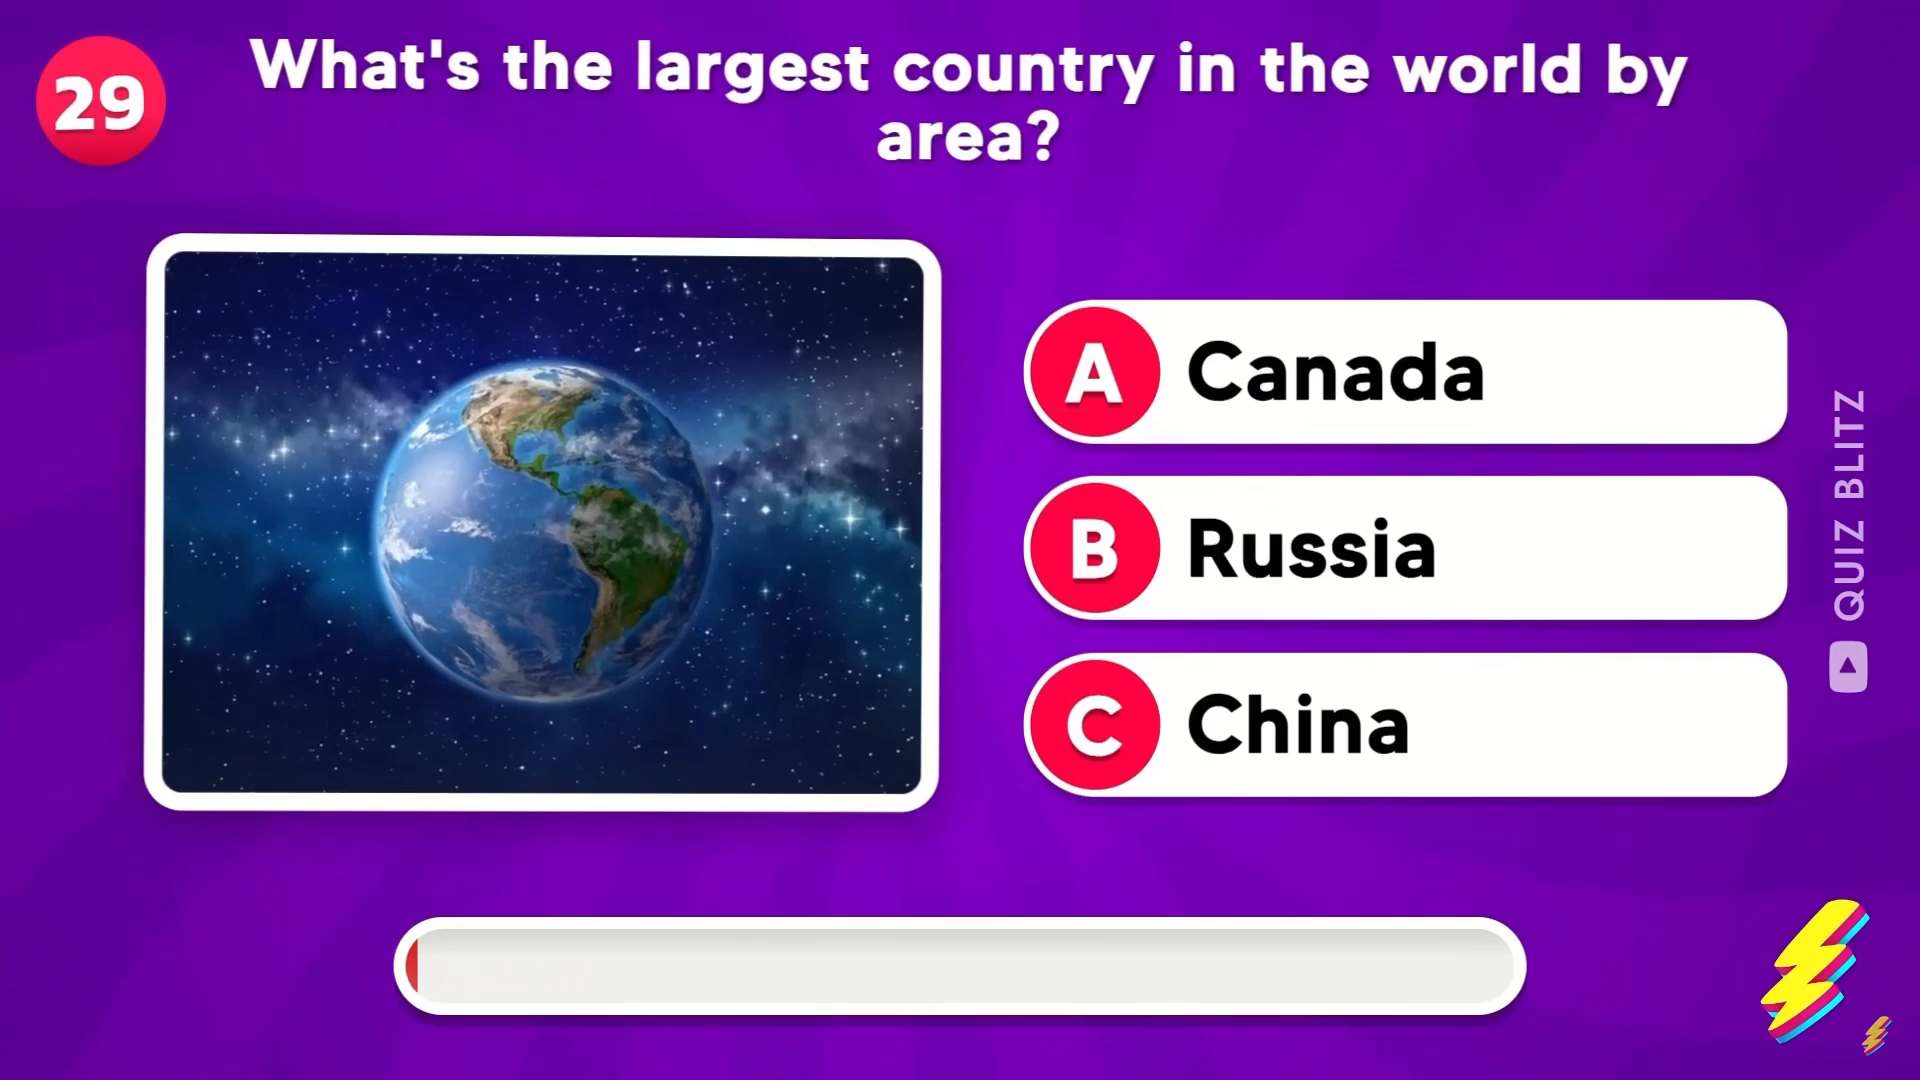 29
What's the largest country in the world by
area?
A Canada
B Russia
C China
QUIZ BLITZ